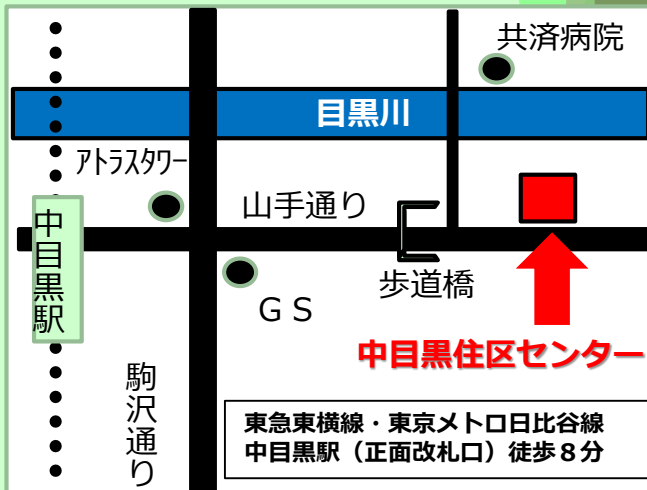 共済病院
目黒川
ｱﾄﾗｽﾀﾜｰ
山手通り
中目黒駅
歩道橋
ＧＳ
中目黒住区センター
駒沢通り
東急東横線・東京メトロ日比谷線
中目黒駅（正面改札口）徒歩８分